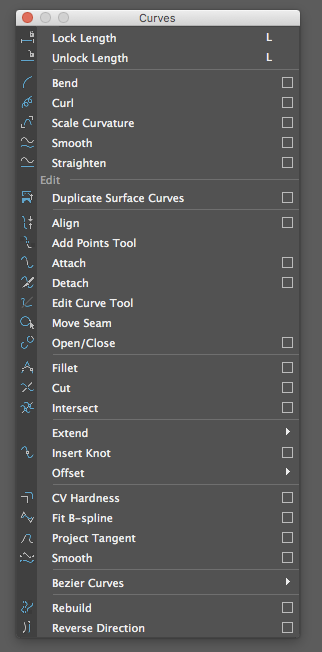 Curves
Lock Length L
Unlock Length L
Bend
Curl
Scale Curvature
Smooth
Straighten
Edit
Duplicate Surface Curves
Align
Add Points Tool
Attach
Detach
Edit Curve Tool
Move Seam
Open/Close
Fillet
Cut
Intersect
Extend
Insert Knot
Offset
CV Hardness
Fit B-spline
Project Tangent
Smooth
Bezier Curves
Rebuild
Reverse Direction